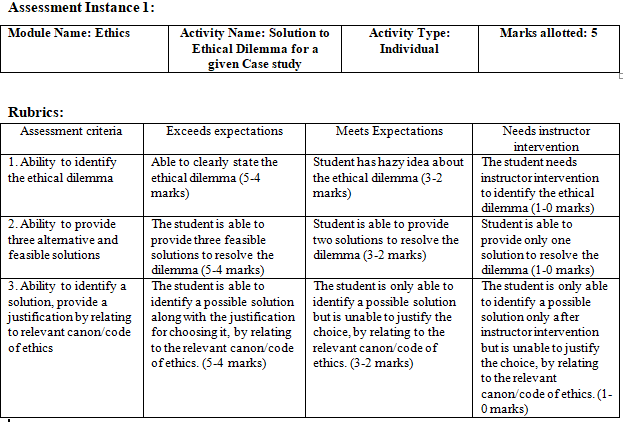 Assessment Instance 1:
Module Name: Ethics
Activity Name: Solution to
Ethical Dilemma for a
given Case study
Activity Type:
Individual
Marks allotted: 5
Rubrics:
Assessment criteria
Exceeds expectations
Meets Expectations
Needs instructor
intervention
1. Ability to identify
the ethical dilemma
Able to clearly state the
ethical dilemma (5-4
marks)
Student has hazy idea about
the ethical dilemma (3-2
marks)
The student needs
instructor intervention
to identify the ethical
dilemma (1-0 marks)
2. Ability to provide
three alternative and
feasible solutions
The student is able to
provide three feasible
solutions to resolve the
dilemma (5-4 marks)
Student is able to provide
two solutions to resolve the
dilemma (3-2 marks)
Student is able to
provide only one
solution to resolve the
dilemma (1-0 marks)
3. Ability to identify a
solution, provide a
justification by relating
to relevant canon/code
of ethics
The student is able to
identify a possible solution
along with the justification
for choosing it, by relating
to the relevant canon/code
of ethics. (5-4 marks)
The student is only able to
identify a possible solution
but is unable to justify the
choice, by relating to the
relevant canon/code of
ethics. (3-2 marks)
The student is only able
to identify a possible
solution only after
instructor intervention
but is unable to justify
the choice, by relating
to the relevant
canon/code of ethics. (1-
0 marks)